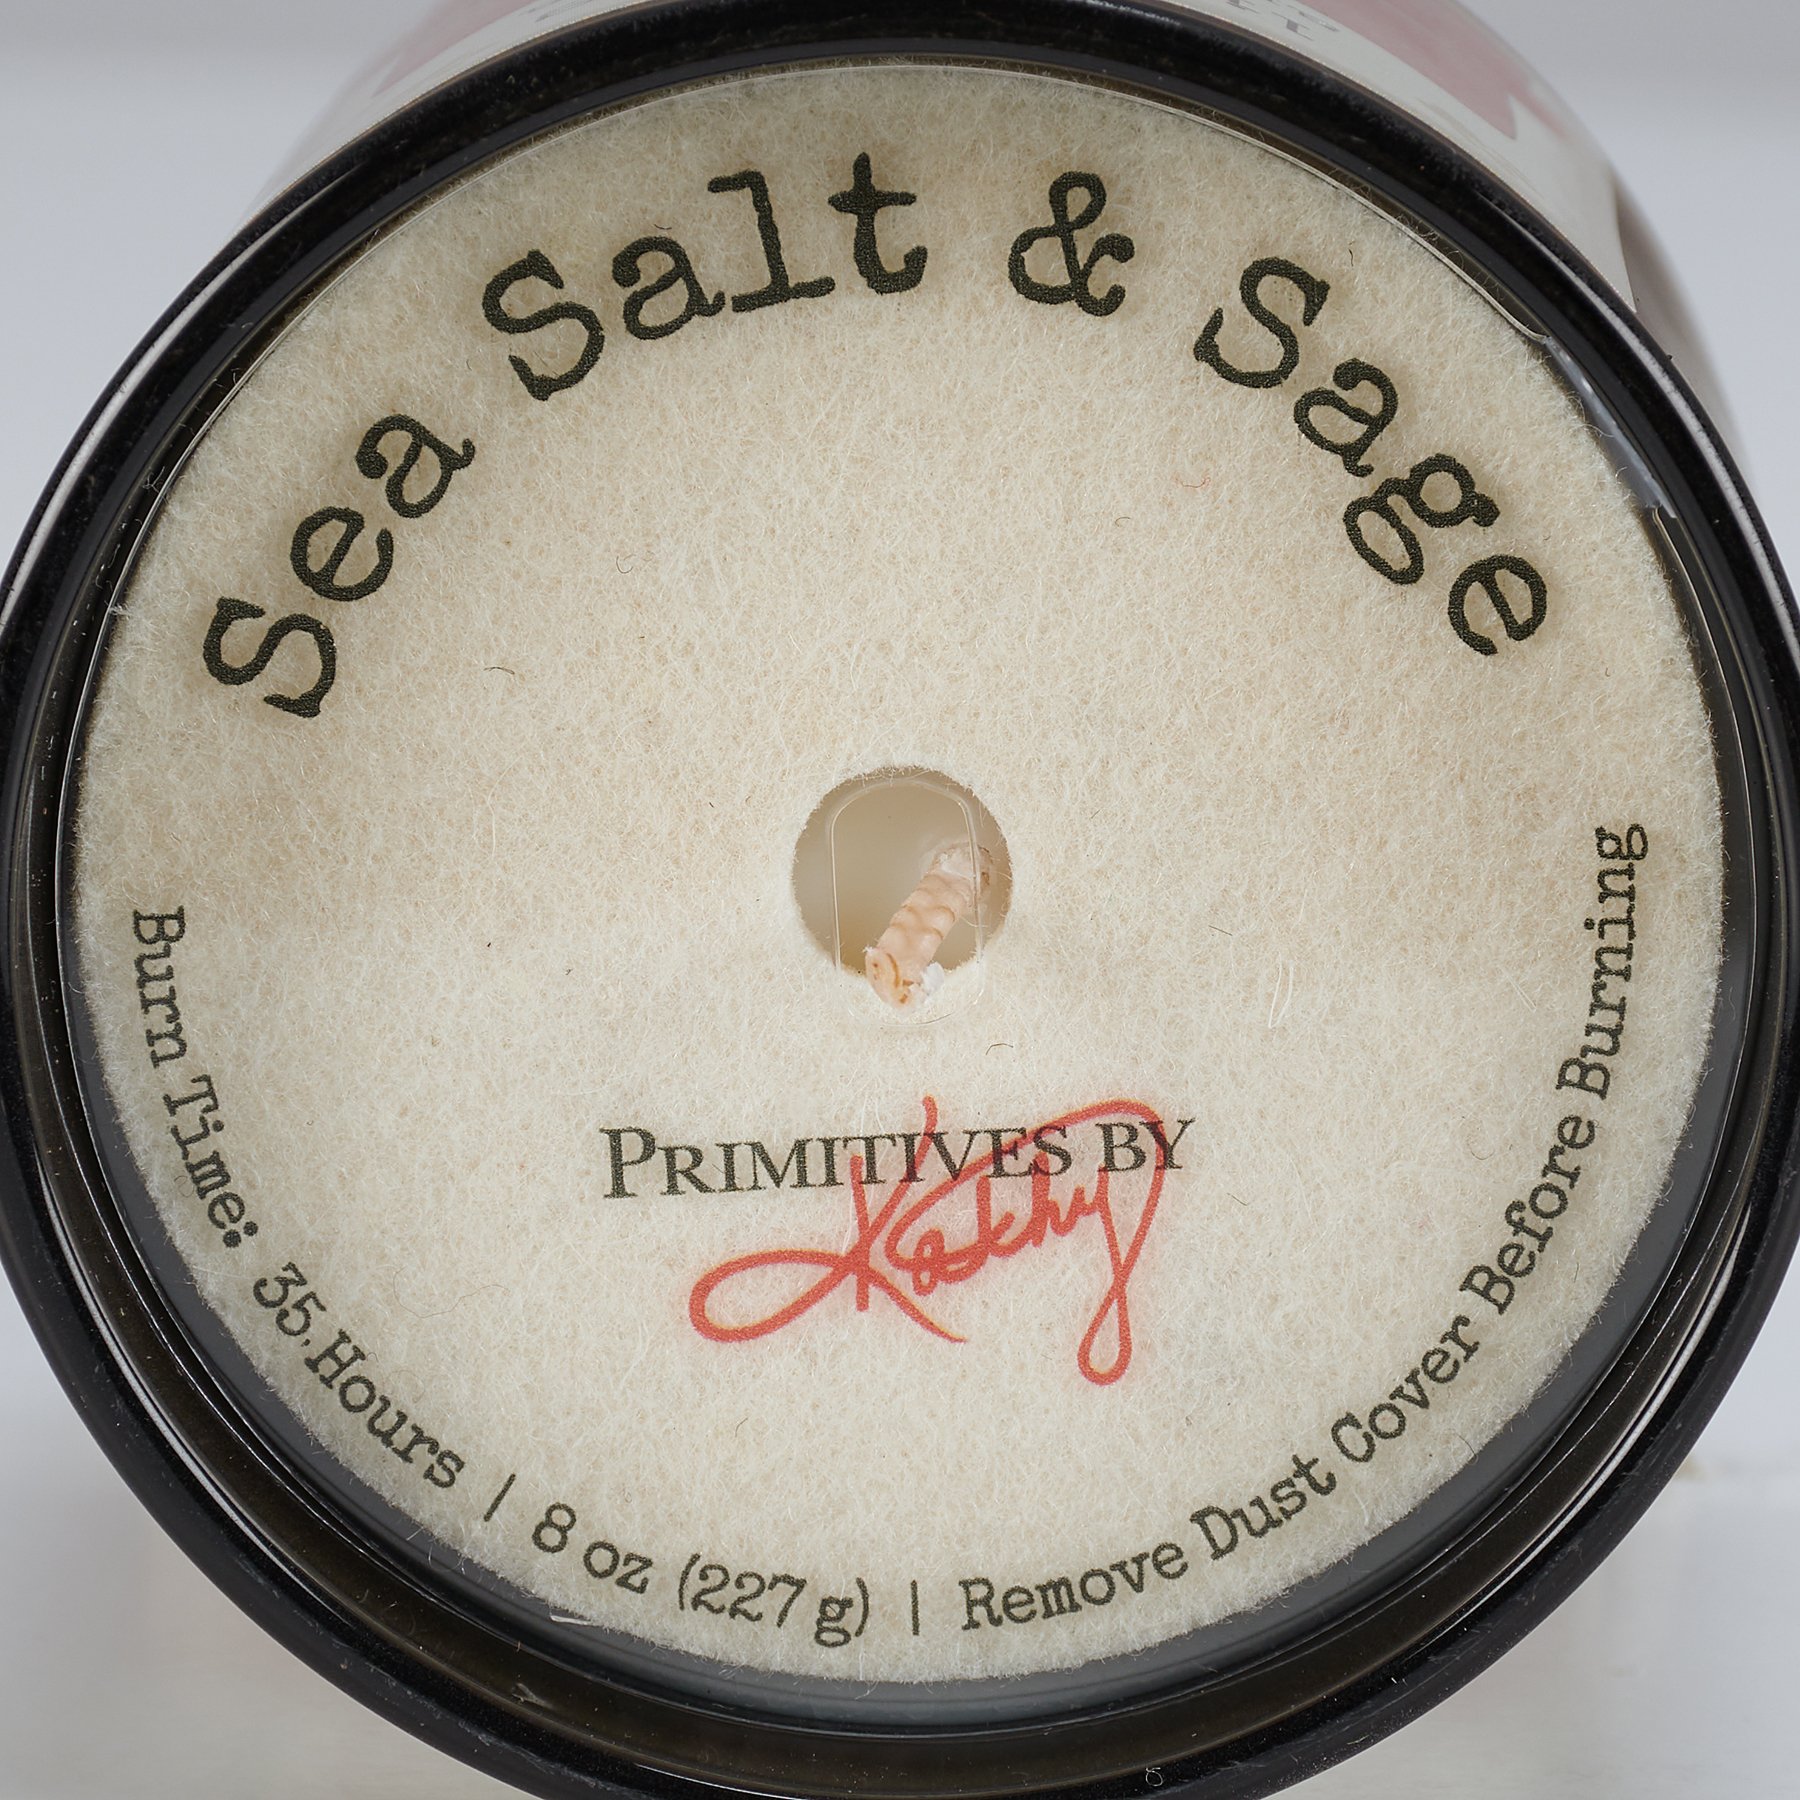 Sea Salt & Sage
PRIMITIVES BY
Kathy
Burn Time: 35 Hours | 8 oz (227 g) | Remove Dust Cover Before Burning